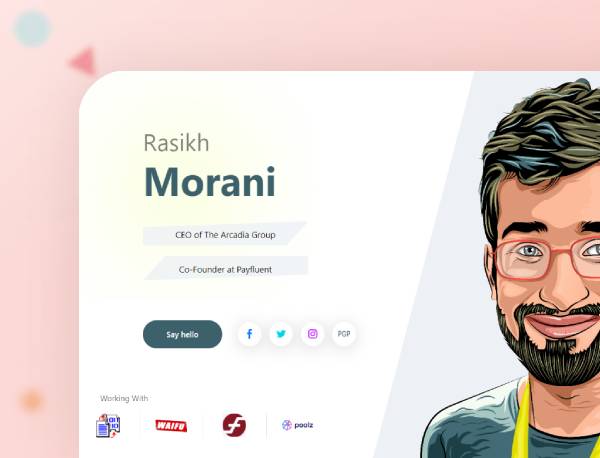 Rasikh
Morani
CEO of The Arcadia Group
Co-Founder at Payfluent
Say hello
PGP
Working With
WAIFU
poolz